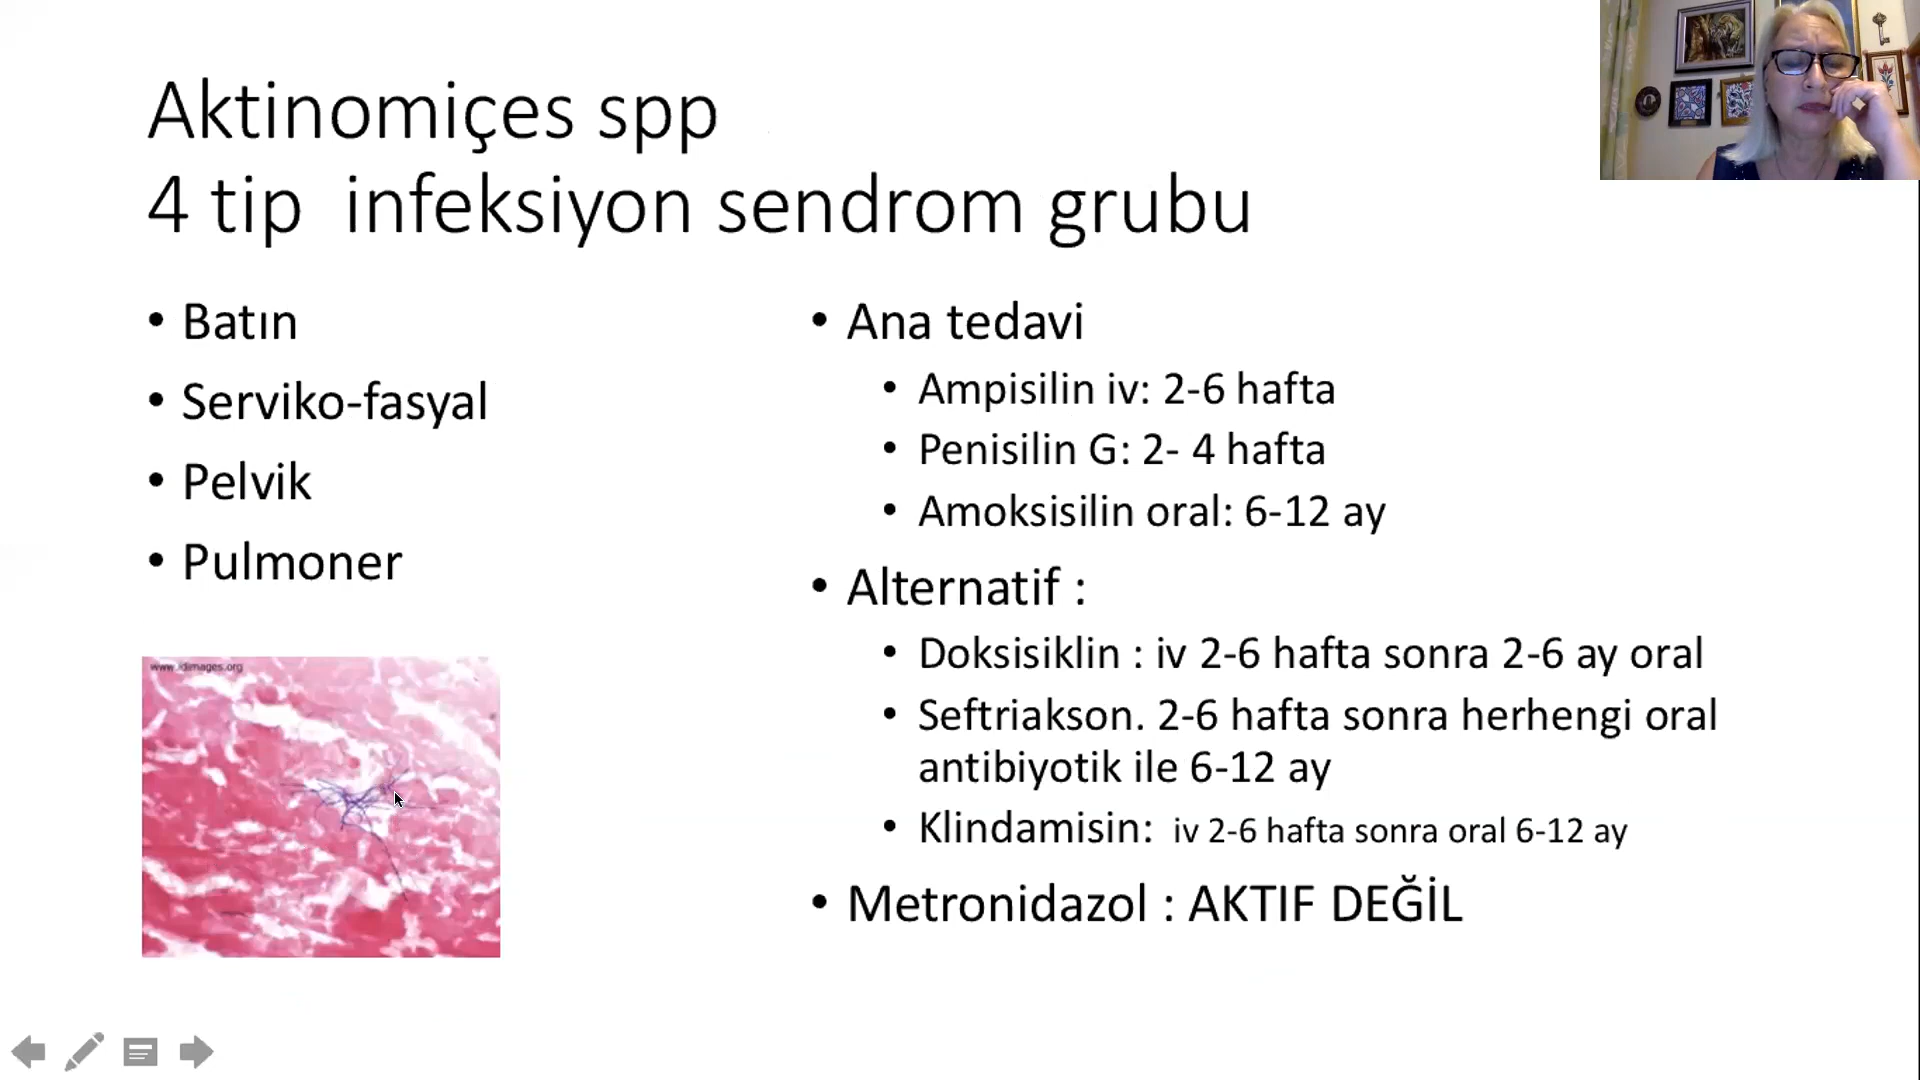 Aktinomiçes spp
4 tip infeksiyon sendrom grubu
• Batın
• Serviko-fasyal
• Pelvik
• Pulmoner
www.idimages.org
• Ana tedavi
• Ampisilin iv: 2-6 hafta
• Penisilin G: 2- 4 hafta
• Amoksisilin oral: 6-12 ay
• Alternatif :
• Doksisiklin : iv 2-6 hafta sonra 2-6 ay oral
• Seftriakson. 2-6 hafta sonra herhengi oral
antibiyotik ile 6-12 ay
• Klindamisin: iv 2-6 hafta sonra oral 6-12 ay
• Metronidazol : AKTIF DEĞİL